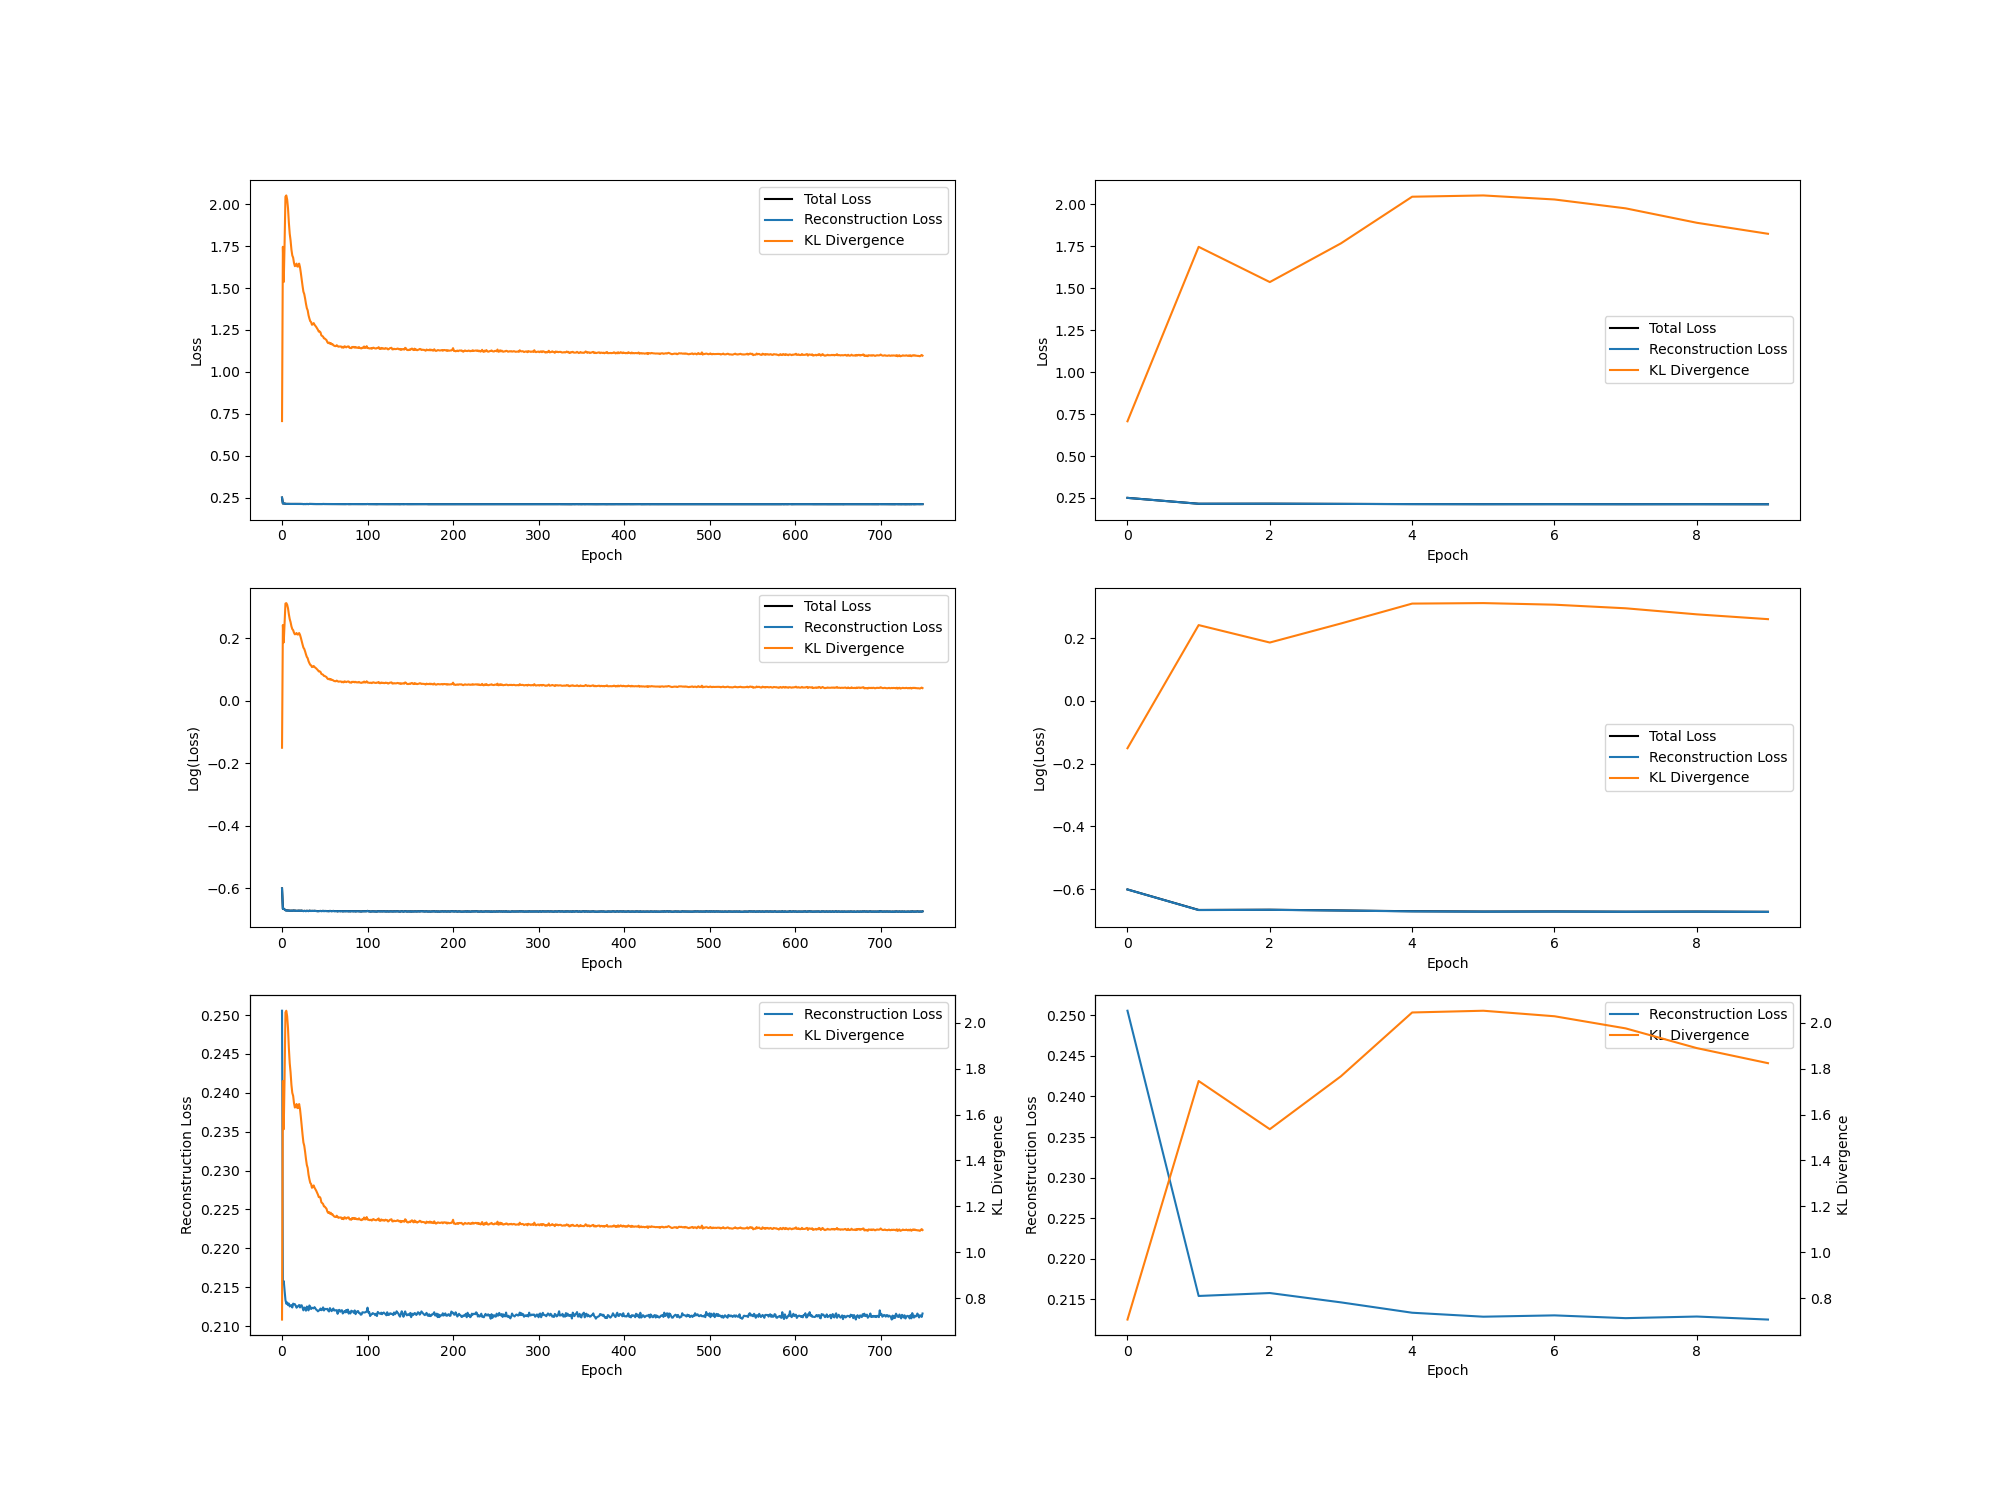 2.00
1.75
1.50
1.25
1.00
0.75
0.50
0.25
Loss
0 100 200 300 400 500 600 700
Epoch
Total Loss
Reconstruction Loss
KL Divergence
2.00
1.75
1.50
1.25
1.00
0.75
0.50
0.25
Loss
0 2 4 6 8
Epoch
Total Loss
Reconstruction Loss
KL Divergence
0.2
0.0
−0.2
−0.4
−0.6
Log(Loss)
0 100 200 300 400 500 600 700
Epoch
Total Loss
Reconstruction Loss
KL Divergence
0.2
0.0
−0.2
−0.4
−0.6
Log(Loss)
0 2 4 6 8
Epoch
Total Loss
Reconstruction Loss
KL Divergence
0.250
0.245
0.240
0.235
0.230
0.225
0.220
0.215
0.210
Reconstruction Loss
0 100 200 300 400 500 600 700
Epoch
Reconstruction Loss
KL Divergence
2.0
1.8
1.6
1.4
1.2
1.0
0.8
KL Divergence
0.250
0.245
0.240
0.235
0.230
0.225
0.220
0.215
Reconstruction Loss
0 2 4 6 8
Epoch
Reconstruction Loss
KL Divergence
2.0
1.8
1.6
1.4
1.2
1.0
0.8
KL Divergence